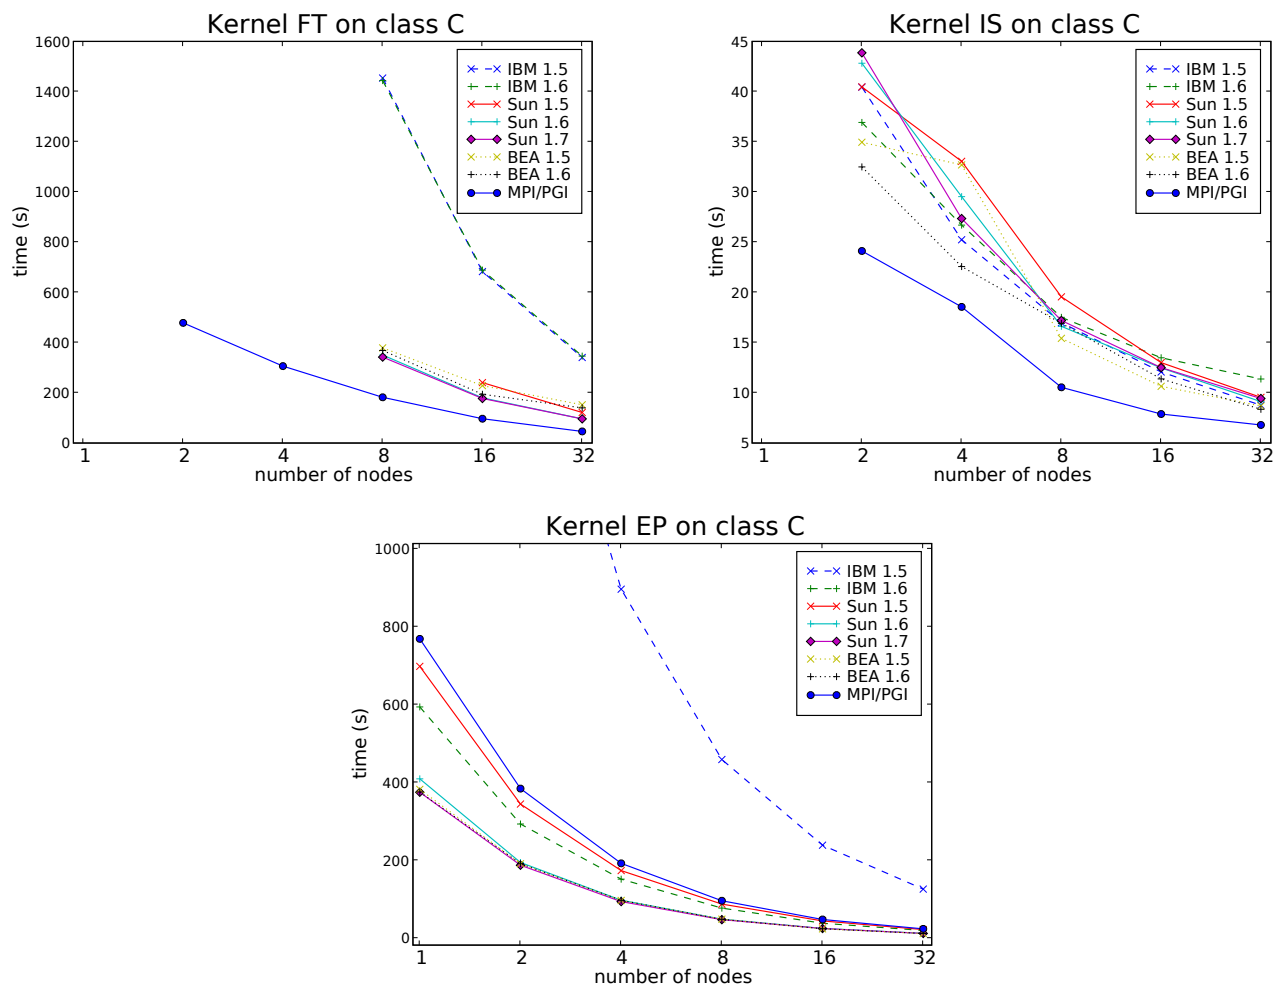 Kernel FT on class C
1600
1400
1200
1000
800
600
400
200
0
time (s)
1 2 4 8 16 32
number of nodes
IBM 1.5
IBM 1.6
Sun 1.5
Sun 1.6
Sun 1.7
BEA 1.5
BEA 1.6
MPI/PGI
Kernel IS on class C
45
40
35
30
25
20
15
10
5
time (s)
1 2 4 8 16 32
number of nodes
IBM 1.5
IBM 1.6
Sun 1.5
Sun 1.6
Sun 1.7
BEA 1.5
BEA 1.6
MPI/PGI
Kernel EP on class C
1000
800
600
400
200
0
time (s)
1 2 4 8 16 32
number of nodes
IBM 1.5
IBM 1.6
Sun 1.5
Sun 1.6
Sun 1.7
BEA 1.5
BEA 1.6
MPI/PGI